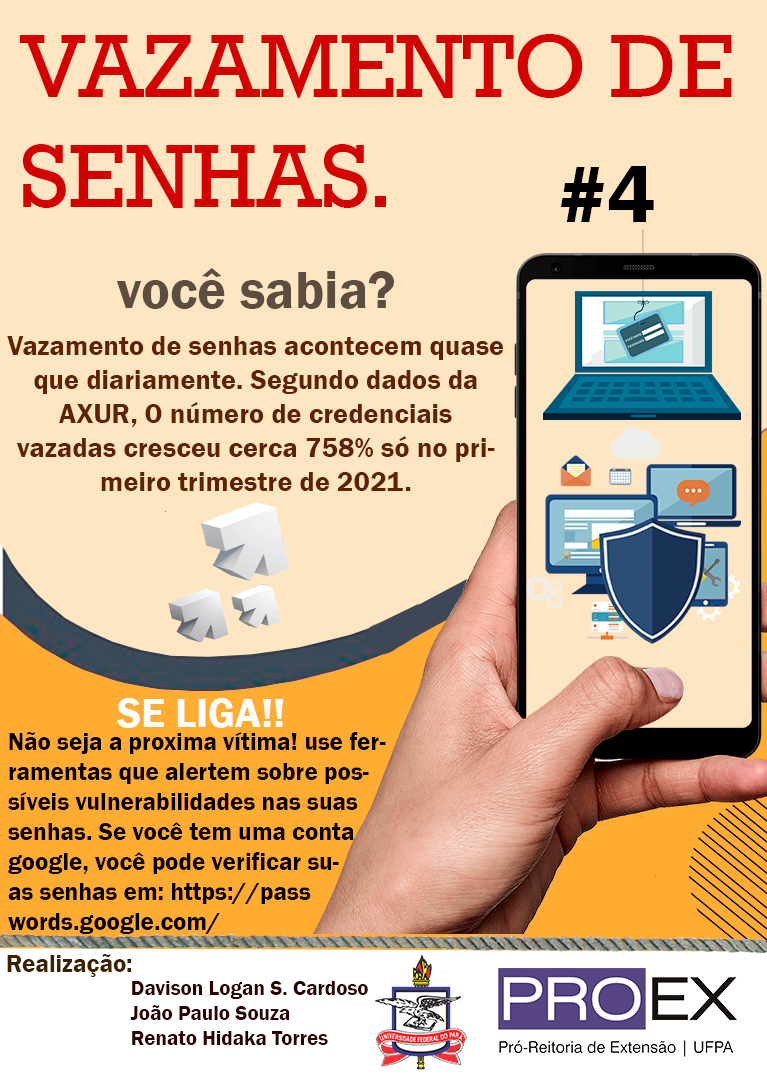 VAZAMENTO DE
SENHAS.
#4
você sabia?
Vazamento de senhas acontecem quase
que diariamente. Segundo dados da
AXUR, O número de credenciais
vazadas cresceu cerca 758% só no pri-
meiro trimestre de 2021.
SE LIGA!!
Não seja a proxima vítima! use fer-
ramentas que alertem sobre pos-
síveis vulnerabilidades nas suas
senhas. Se você tem uma conta
google, você pode verificar su-
as senhas em: https://pass
words.google.com/
Realização:
Davison Logan S. Cardoso
João Paulo Souza
Renato Hidaka Torres
UNIVERSIDADE FEDERAL DO PARÁ
PROEX
Pró-Reitoria de Extensão | UFPA